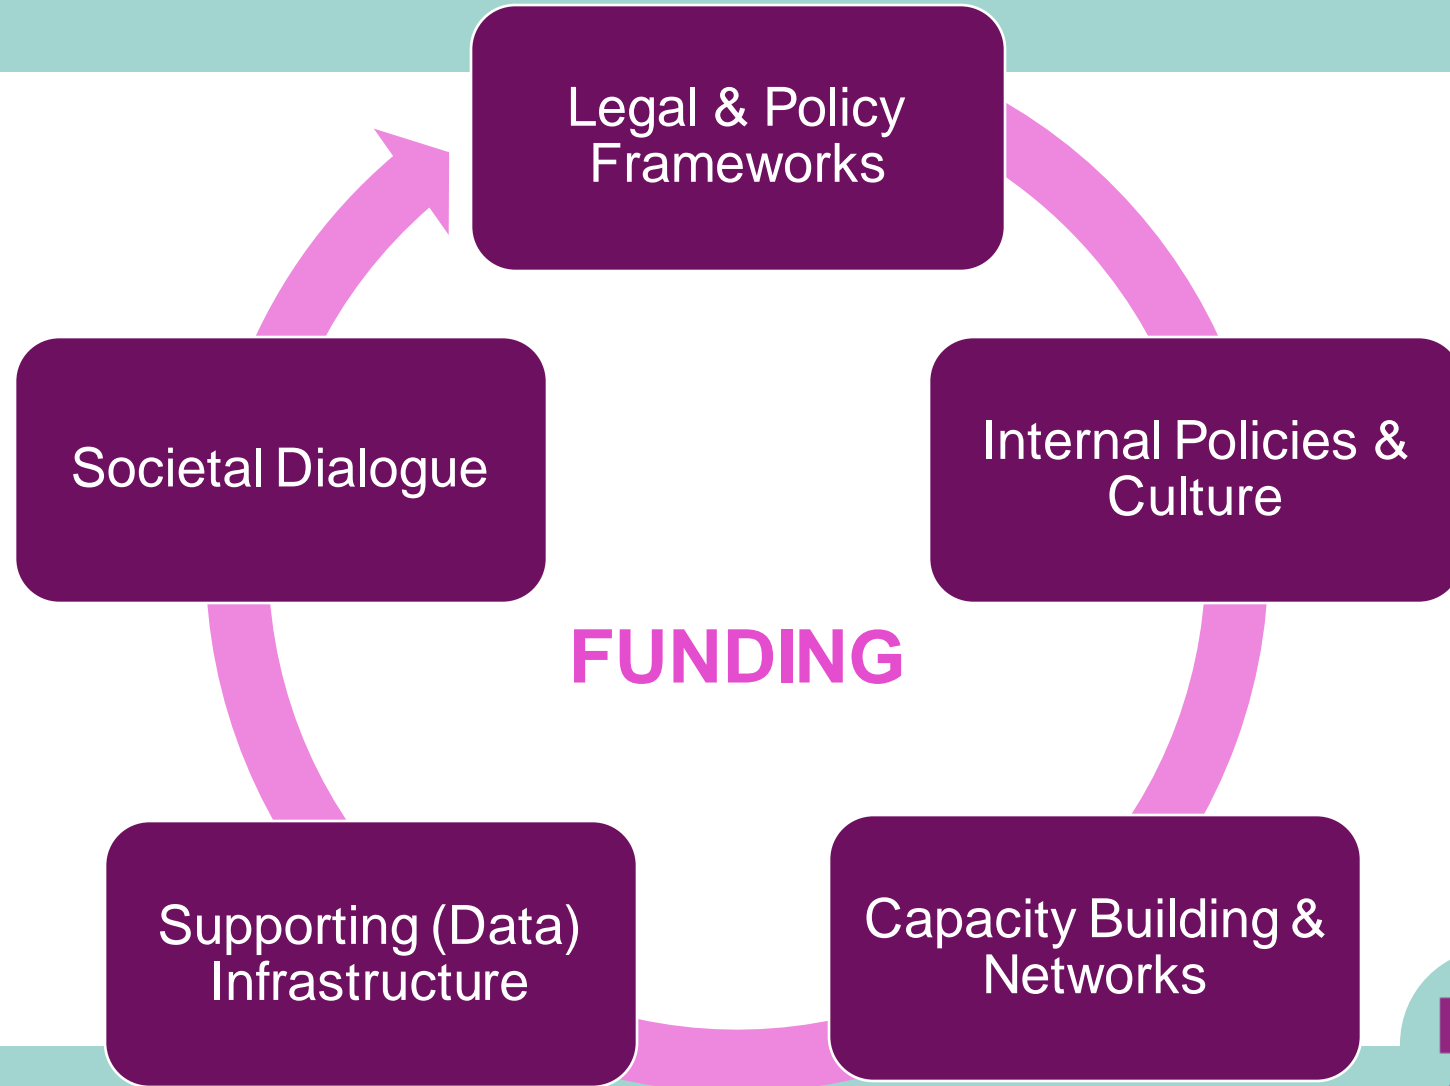 Legal & Policy
Frameworks
Internal Policies &
Culture
Societal Dialogue
FUNDING
Capacity Building &
Networks
Supporting (Data)
Infrastructure